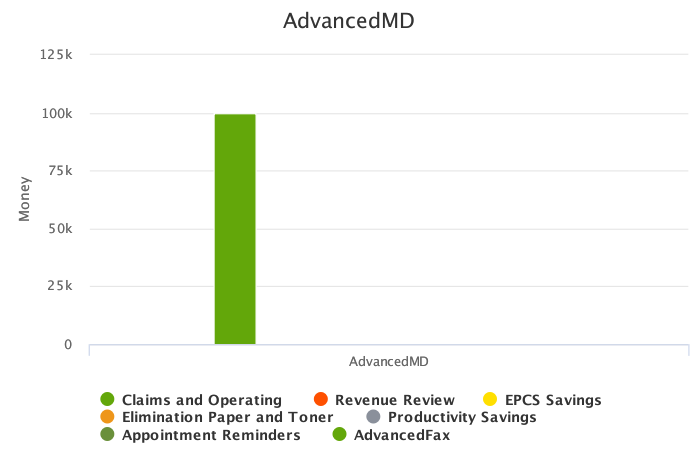 AdvancedMD
125k
100k
75k
50k
25k
0
Money
AdvancedMD
Claims and Operating Revenue Review EPCS Savings
Elimination Paper and Toner Productivity Savings
Appointment Reminders AdvancedFax